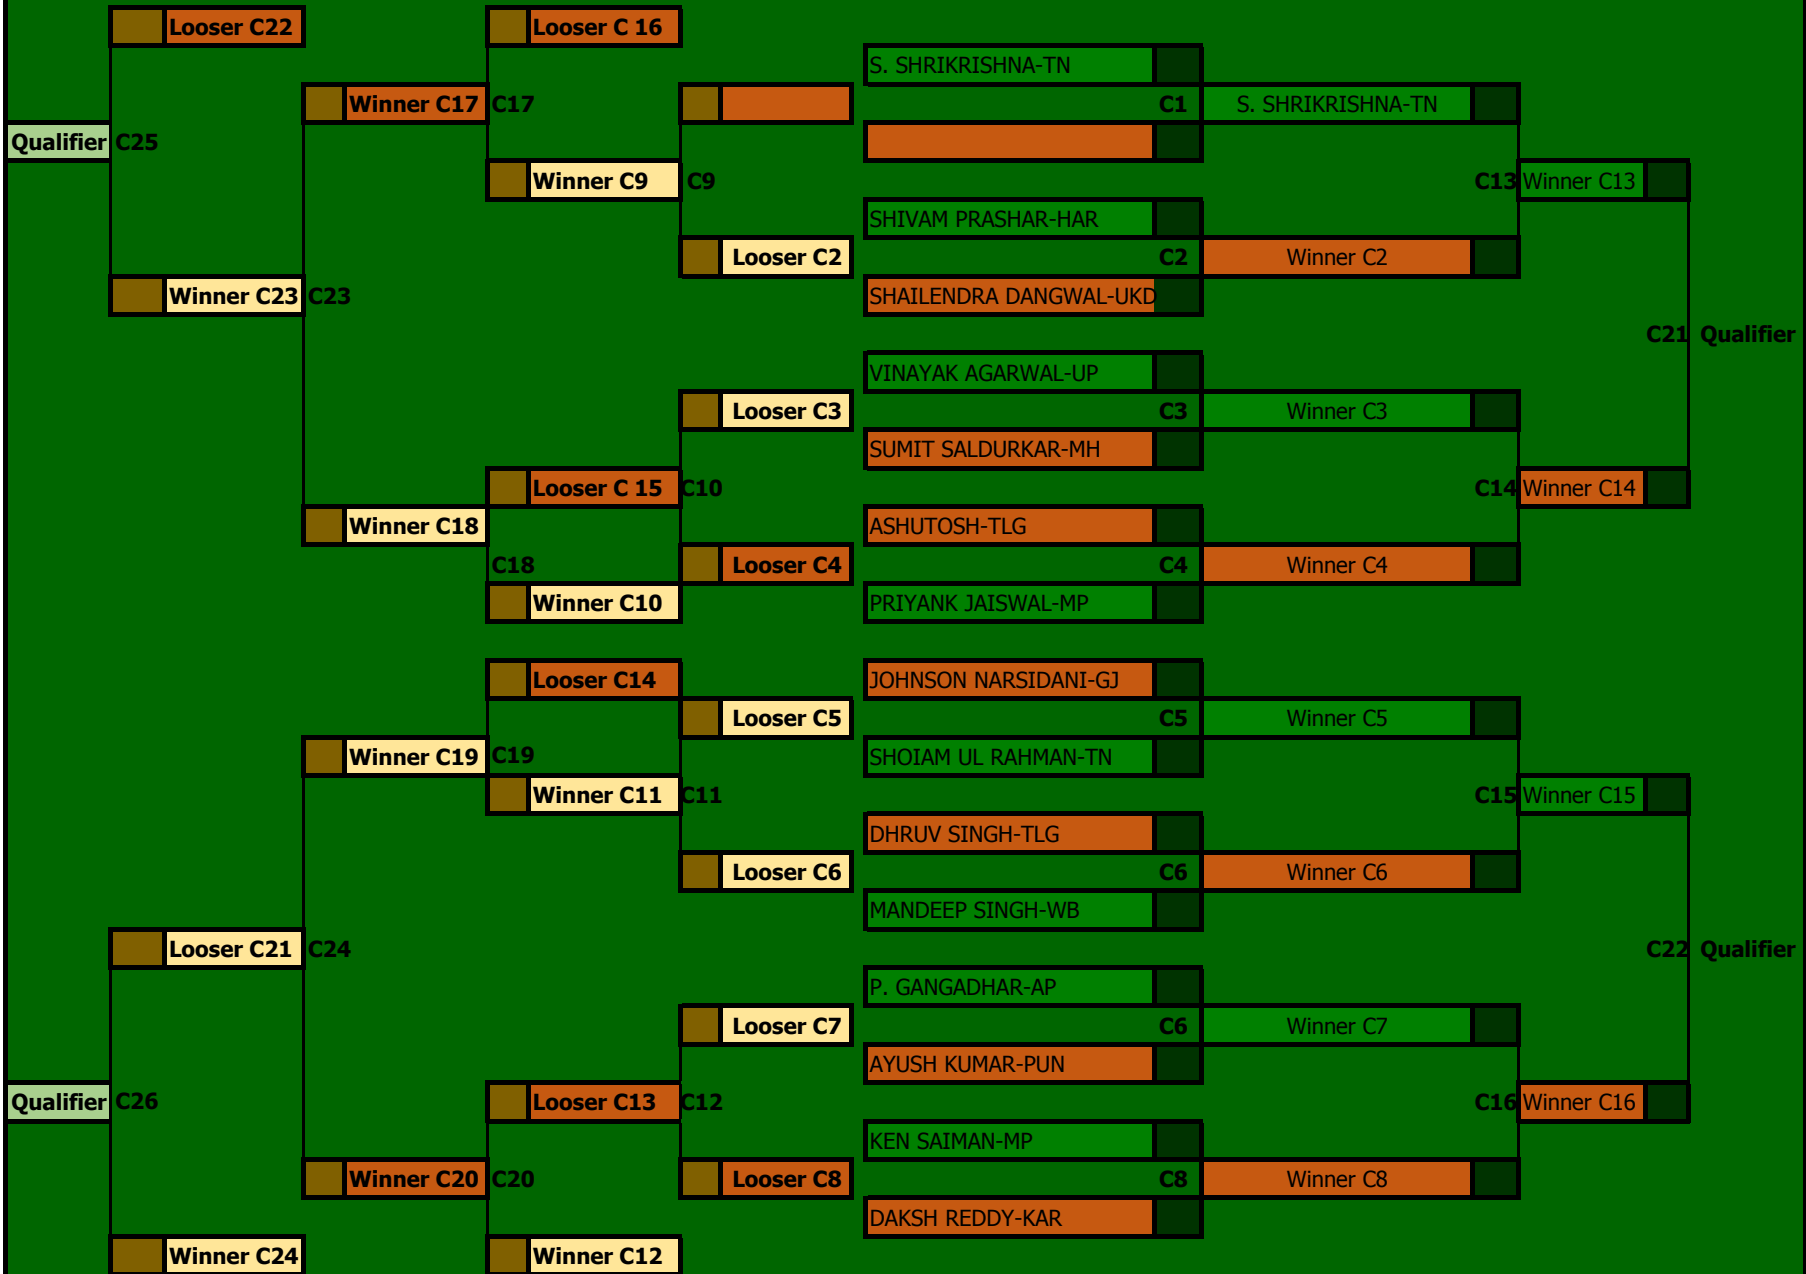 Looser C22 Looser C 16
S. SHRIKRISHNA-TN
Winner C17 C17 C1 S. SHRIKRISHNA-TN
Qualifier C25
Winner C9 C9 C13 Winner C13
SHIVAM PRASHAR-HAR
Looser C2 C2 Winner C2
Winner C23 C23 SHAILENDRA DANGWAL-UKD
C21 Qualifier
VINAYAK AGARWAL-UP
Looser C3 C3 Winner C3
SUMIT SALDURKAR-MH
Looser C 15 C10 C14 Winner C14
Winner C18 ASHUTOSH-TLG
C18 Looser C4 C4 Winner C4
Winner C10 PRIYANK JAISWAL-MP
Looser C14 JOHNSON NARSIDANI-GJ
Looser C5 C5 Winner C5
Winner C19 C19 SHOIAM UL RAHMAN-TN
Winner C11 C11 C15 Winner C15
DHRUV SINGH-TLG
Looser C6 C6 Winner C6
MANDEEP SINGH-WB
Looser C21 C24 C22 Qualifier
P. GANGADHAR-AP
Looser C7 C6 Winner C7
AYUSH KUMAR-PUN
Qualifier C26 Looser C13 C12 C16 Winner C16
KEN SAIMAN-MP
Winner C20 C20 Looser C8 C8 Winner C8
DAKSH REDDY-KAR
Winner C24 Winner C12